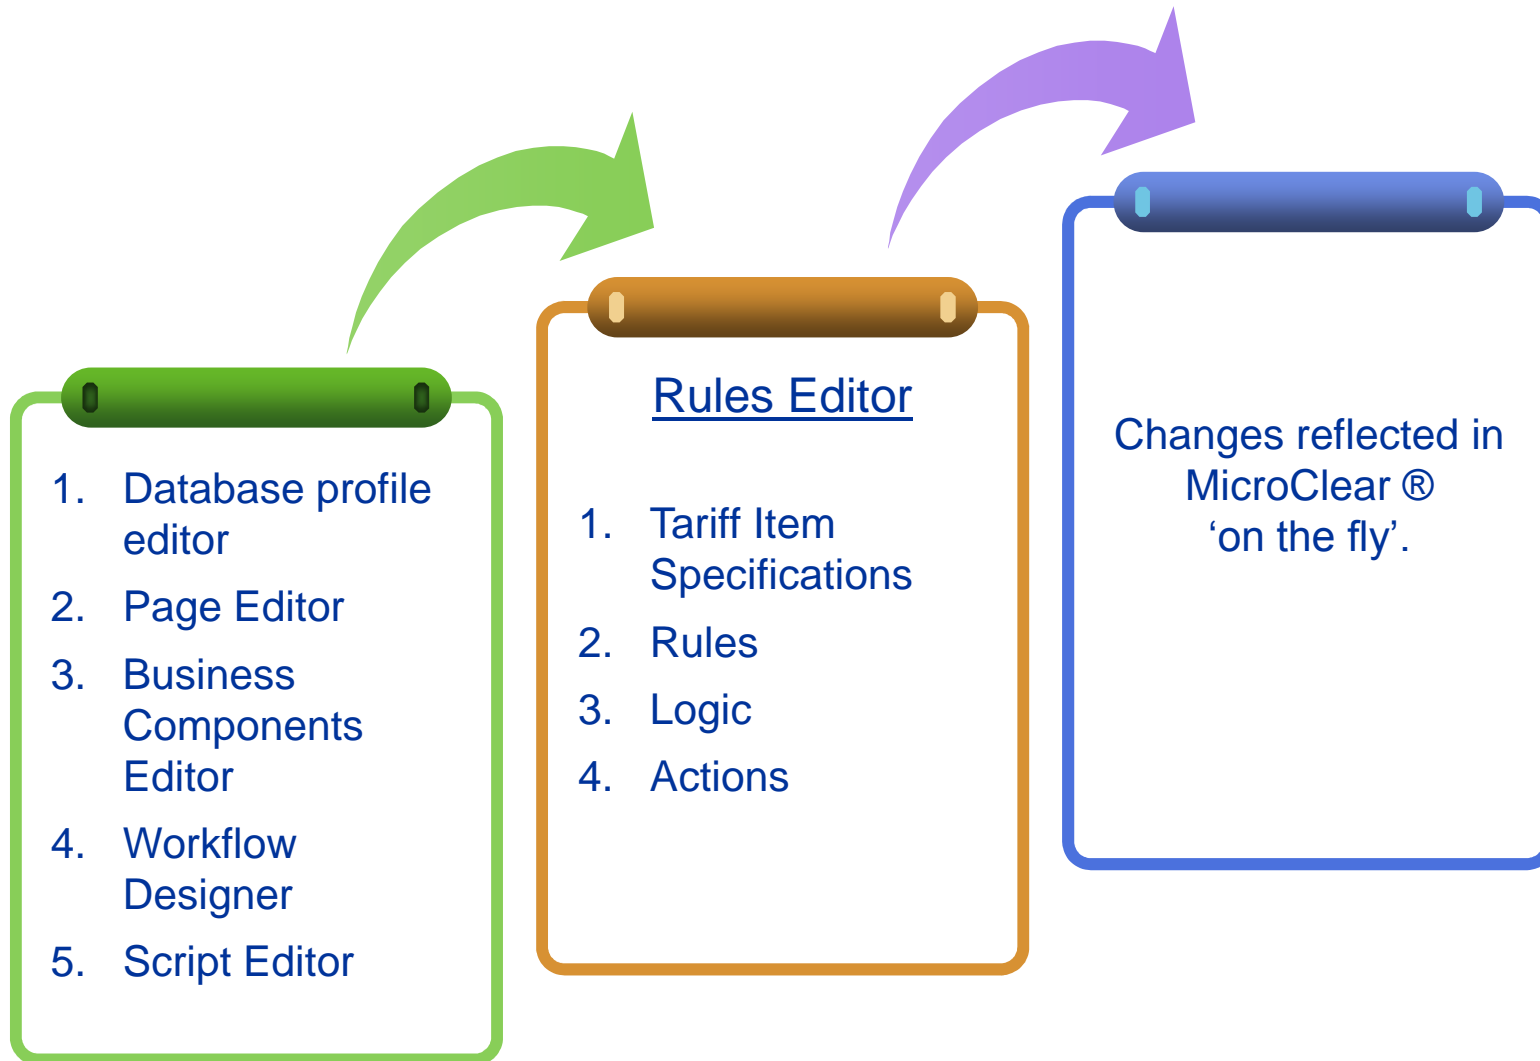 1. Database profile
editor
2. Page Editor
3. Business
Components
Editor
4. Workflow
Designer
5. Script Editor
Rules Editor
1. Tariff Item
Specifications
2. Rules
3. Logic
4. Actions
Changes reflected in
MicroClear ®
‘on the fly’.